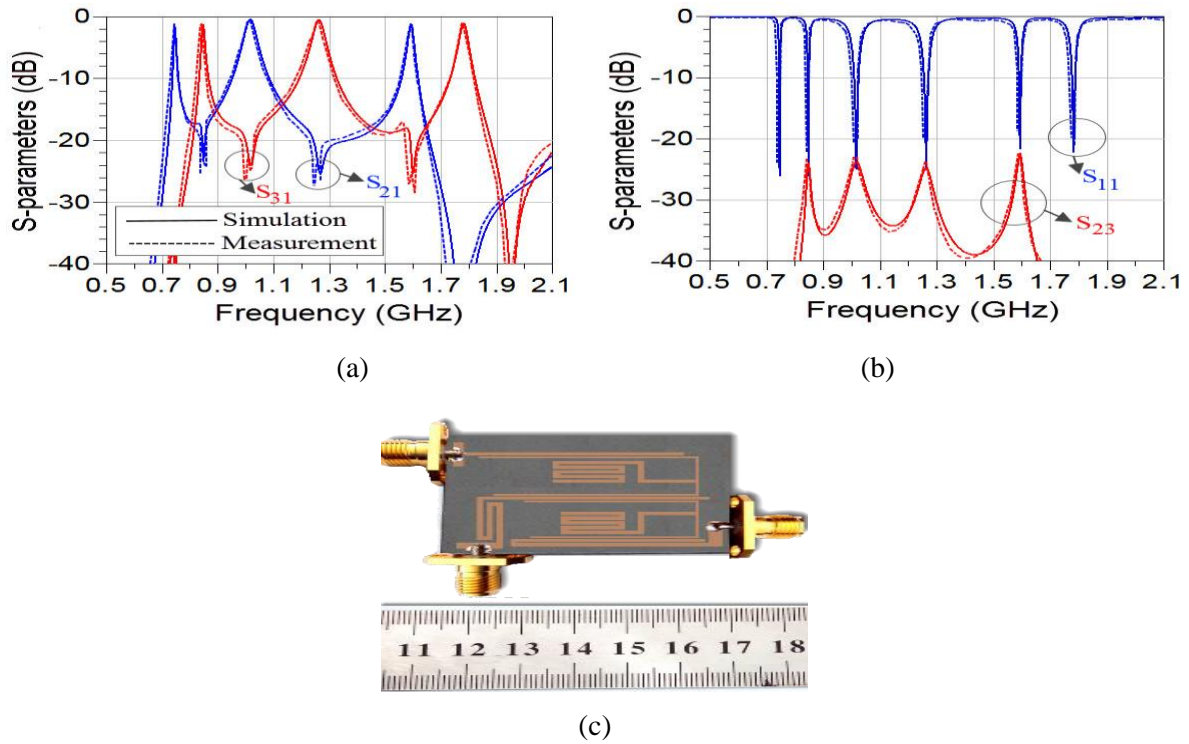 S-parameters (dB)
0
-10
-20
-30
-40
S31
S21
Simulation
Measurement
0.5 0.7 0.9 1.1 1.3 1.5 1.7 1.9 2.1
Frequency (GHz)
(a)
S-parameters (dB)
0
-10
-20
-30
-40
S11
S23
0.5 0.7 0.9 1.1 1.3 1.5 1.7 1.9 2.1
Frequency (GHz)
(b)
11 12 13 14 15 16 17 18
(c)